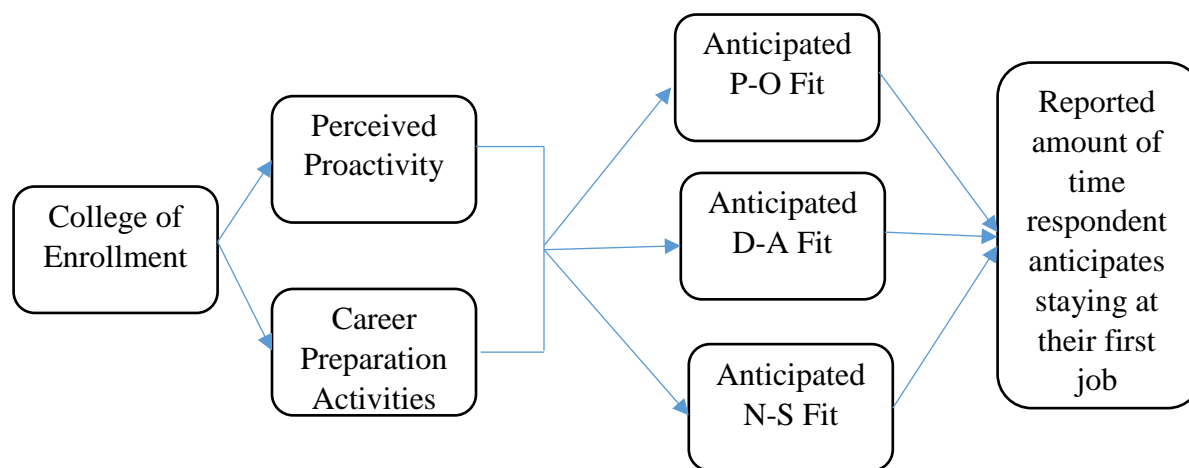 College of
Enrollment
Perceived
Proactivity
Career
Preparation
Activities
Anticipated
P-O Fit
Anticipated
D-A Fit
Anticipated
N-S Fit
Reported
amount of
time
respondent
anticipates
staying at
their first
job